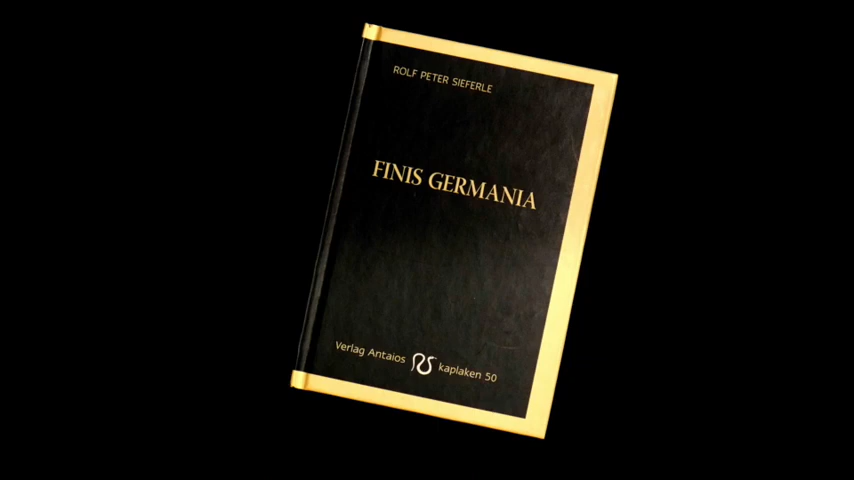 ROLF PETER SIEFERLE
FINIS GERMANIA
Verlag Antaios kaplaken 50